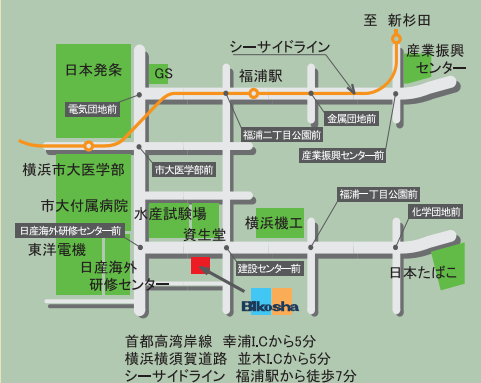 至 新杉田
シーサイドライン
産業振興
センター
日本発条
GS
福浦駅
電気団地前
福浦二丁目公園前
金属団地前
産業振興センター前
横浜市大医学部
市大医学部前
市大付属病院
水産試験場
横浜機工
福浦一丁目公園前
化学団地前
日産海外研修センター前
資生堂
東洋電機
日産海外
研修センター
建設センター前
日本たばこ
Bikosha
首都高湾岸線 幸浦I.Cから5分
横浜横須賀道路 並木I.Cから5分
シーサイドライン 福浦駅から徒歩7分